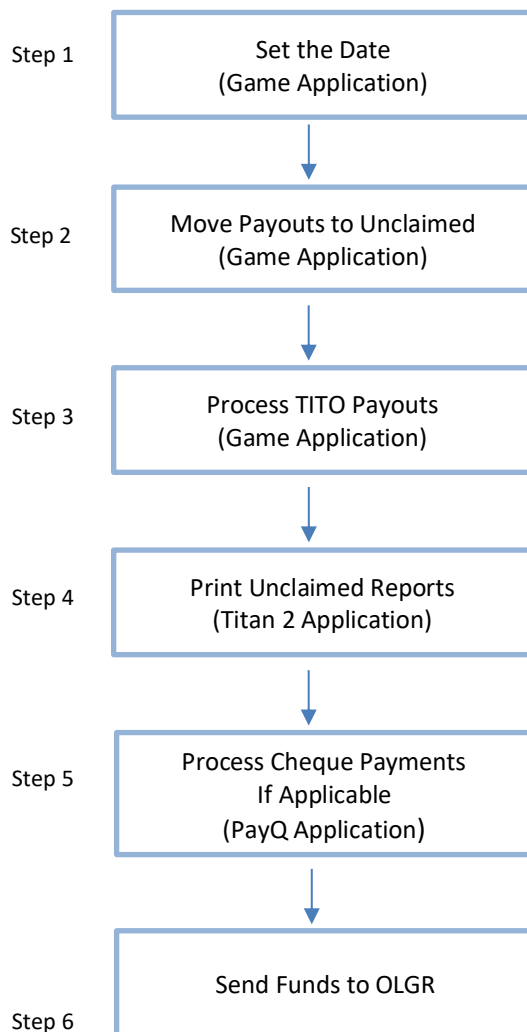 Step 1
Set the Date
(Game Application)
Step 2
Move Payouts to Unclaimed
(Game Application)
Step 3
Process TITO Payouts
(Game Application)
Step 4
Print Unclaimed Reports
(Titan 2 Application)
Step 5
Process Cheque Payments
If Applicable
(PayQ Application)
Step 6
Send Funds to OLGR